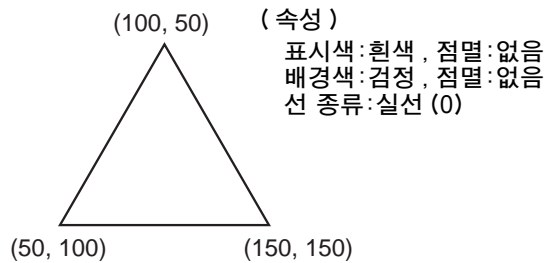 (100, 50)
( 속성 )
표시색:흰색 , 점멸:없음
배경색:검정 , 점멸:없음
선 종류:실선 (0)
(50, 100)
(150, 150)